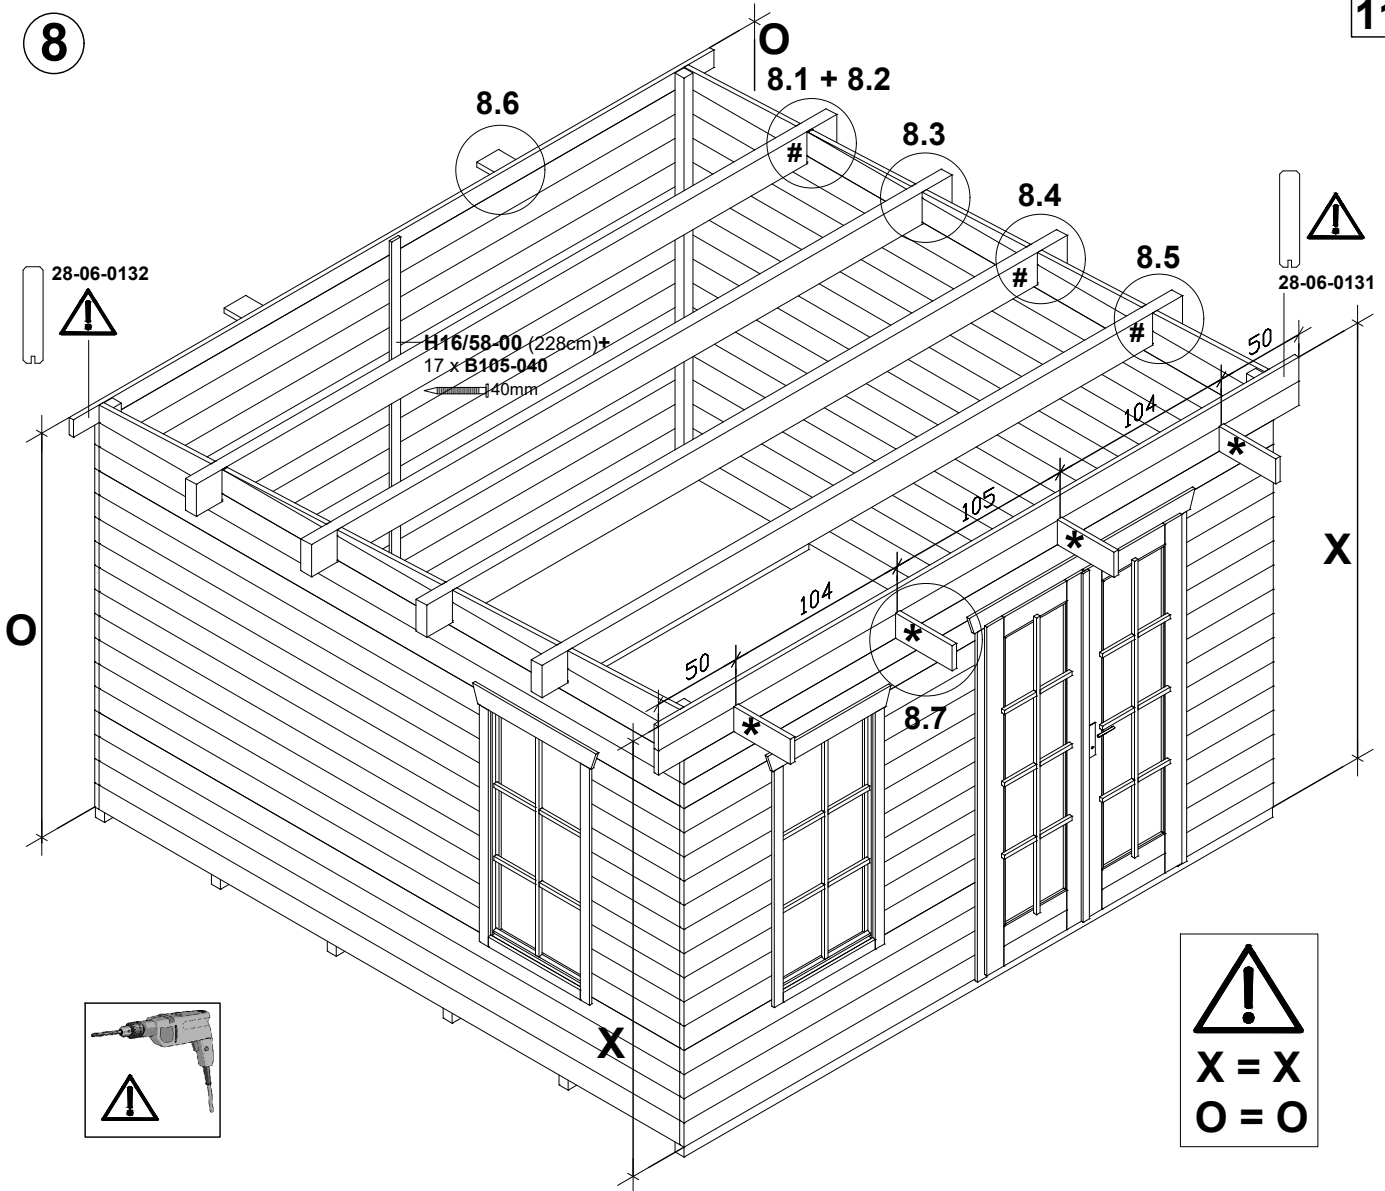 8
11
O
8.1 + 8.2
8.6
8.3
#
8.4
28-06-0132
8.5
#
28-06-0131
#
H16/58-00 (228cm)+
17 x B105-040
40mm
50
104
*
105
*
X
104
O
*
50
8.7
*
X
X = X
O = O